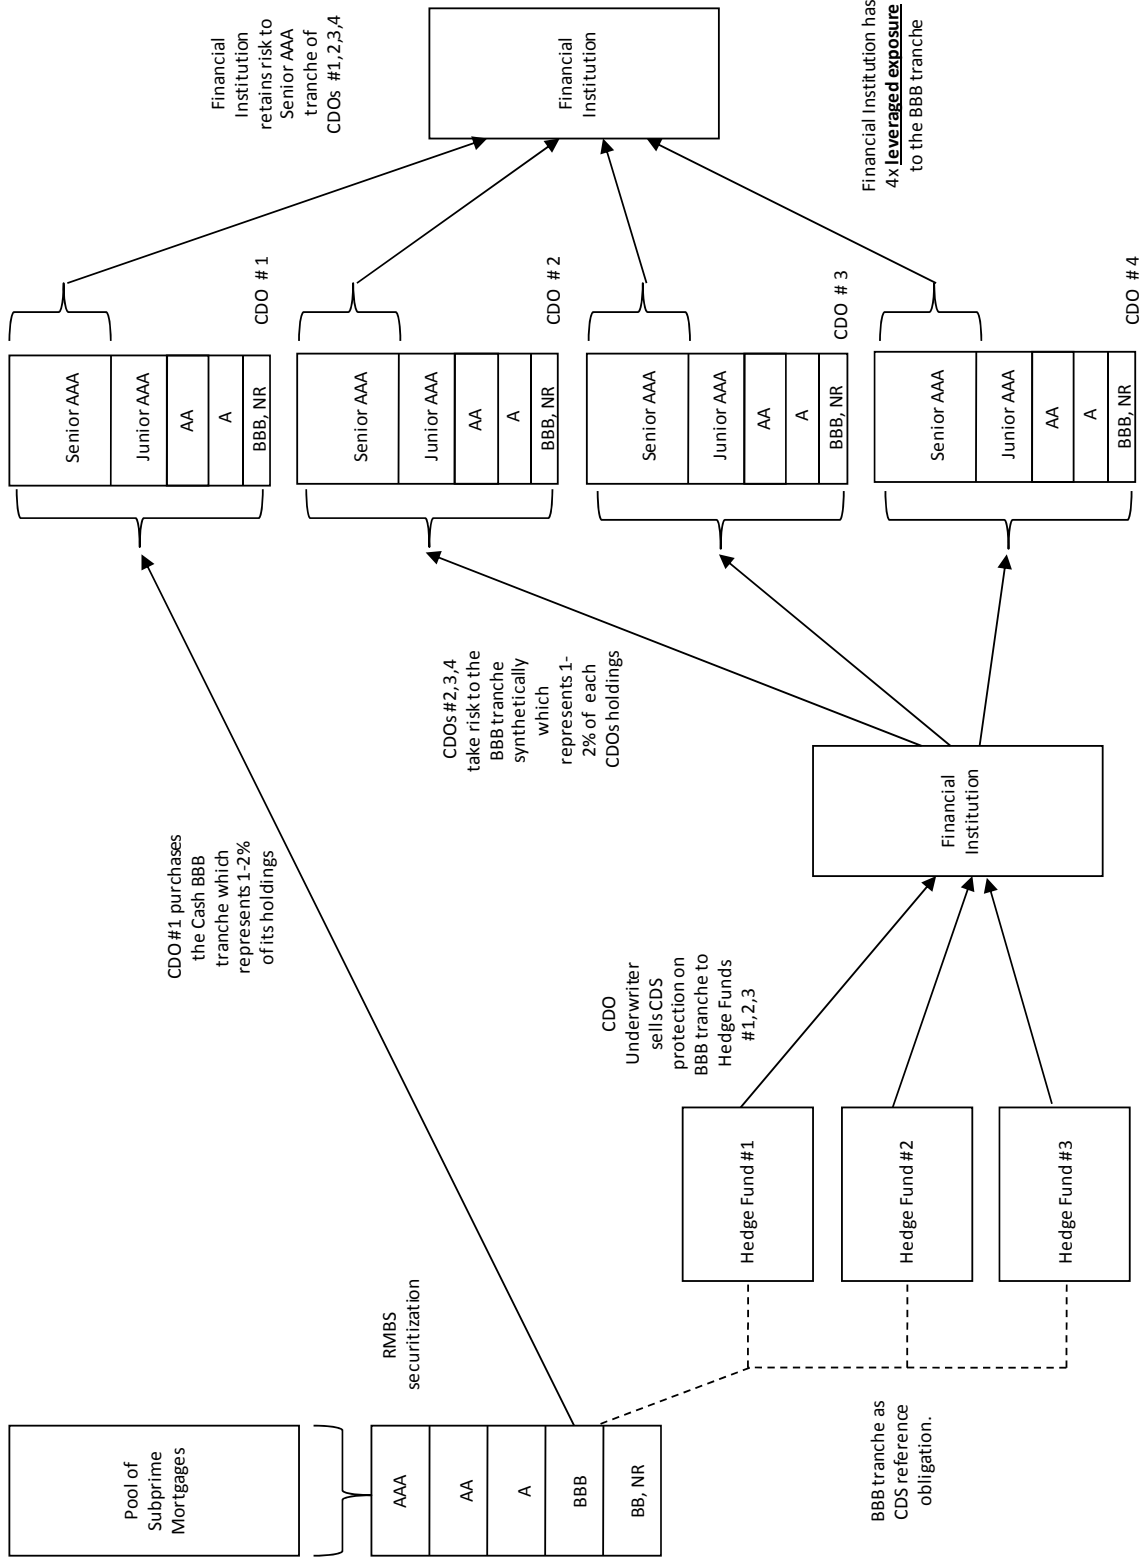 Pool of
Subprime
Mortgages
AAA
AA
A
BBB
BB, NR
RMBS
securitization
BBB tranche as
CDS reference
obligation.
Hedge Fund #1
Hedge Fund #2
Hedge Fund #3
CDO
Underwriter
sells CDS
protection on
BBB tranche to
Hedge Funds
#1,2,3
CDO #1 purchases
the Cash BBB
tranche which
represents 1-2%
of its holdings
Financial
Institution
CDOs #2,3,4
take risk to the
BBB tranche
synthetically
which
represents 1-
2% of each
CDOs holdings
Senior AAA
Junior AAA
AA
A
BBB, NR
CDO # 1
Senior AAA
Junior AAA
AA
A
BBB, NR
CDO # 2
Senior AAA
Junior AAA
AA
A
BBB, NR
CDO # 3
Senior AAA
Junior AAA
AA
A
BBB, NR
CDO # 4
Financial
Institution
retains risk to
Senior AAA
tranche of
CDOs #1,2,3,4
Financial
Institution
Financial Institution has
4x leveraged exposure
to the BBB tranche